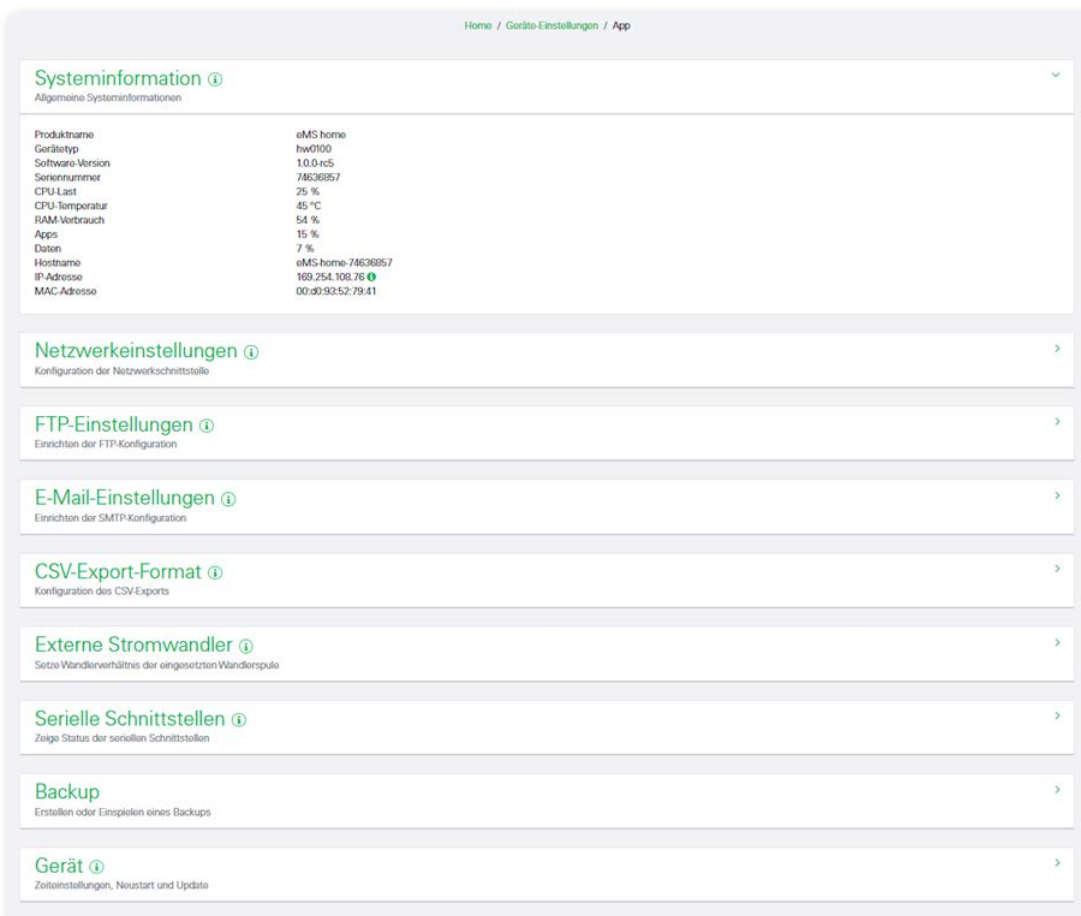 Home / Geräte-Einstellungen / App
Systeminformation
Allgemeine Systeminformationen
Produktname eMS home
Gerätetyp hw0100
Software-Version 1.0.0-rc5
Seriennummer 74636857
CPU-Last 25 %
CPU-Temperatur 45 °C
RAM-Verbrauch 54 %
Apps 15 %
Daten 7 %
Hostname eMS-home-74636857
IP-Adresse 169.254.108.76
MAC-Adresse 00:d0:93:52:79:41
Netzwerkeinstellungen
Konfiguration der Netzwerkschnittstelle
FTP-Einstellungen
Einrichten der FTP-Konfiguration
E-Mail-Einstellungen
Einrichten der SMTP-Konfiguration
CSV-Export-Format
Konfiguration des CSV-Exports
Externe Stromwandler
Setze Wandlerverhältnis der eingesetzten Wandlerspule
Serielle Schnittstellen
Zeige Status der seriellen Schnittstellen
Backup
Erstellen oder Einspielen eines Backups
Gerät
Zeiteinstellungen, Neustart und Update